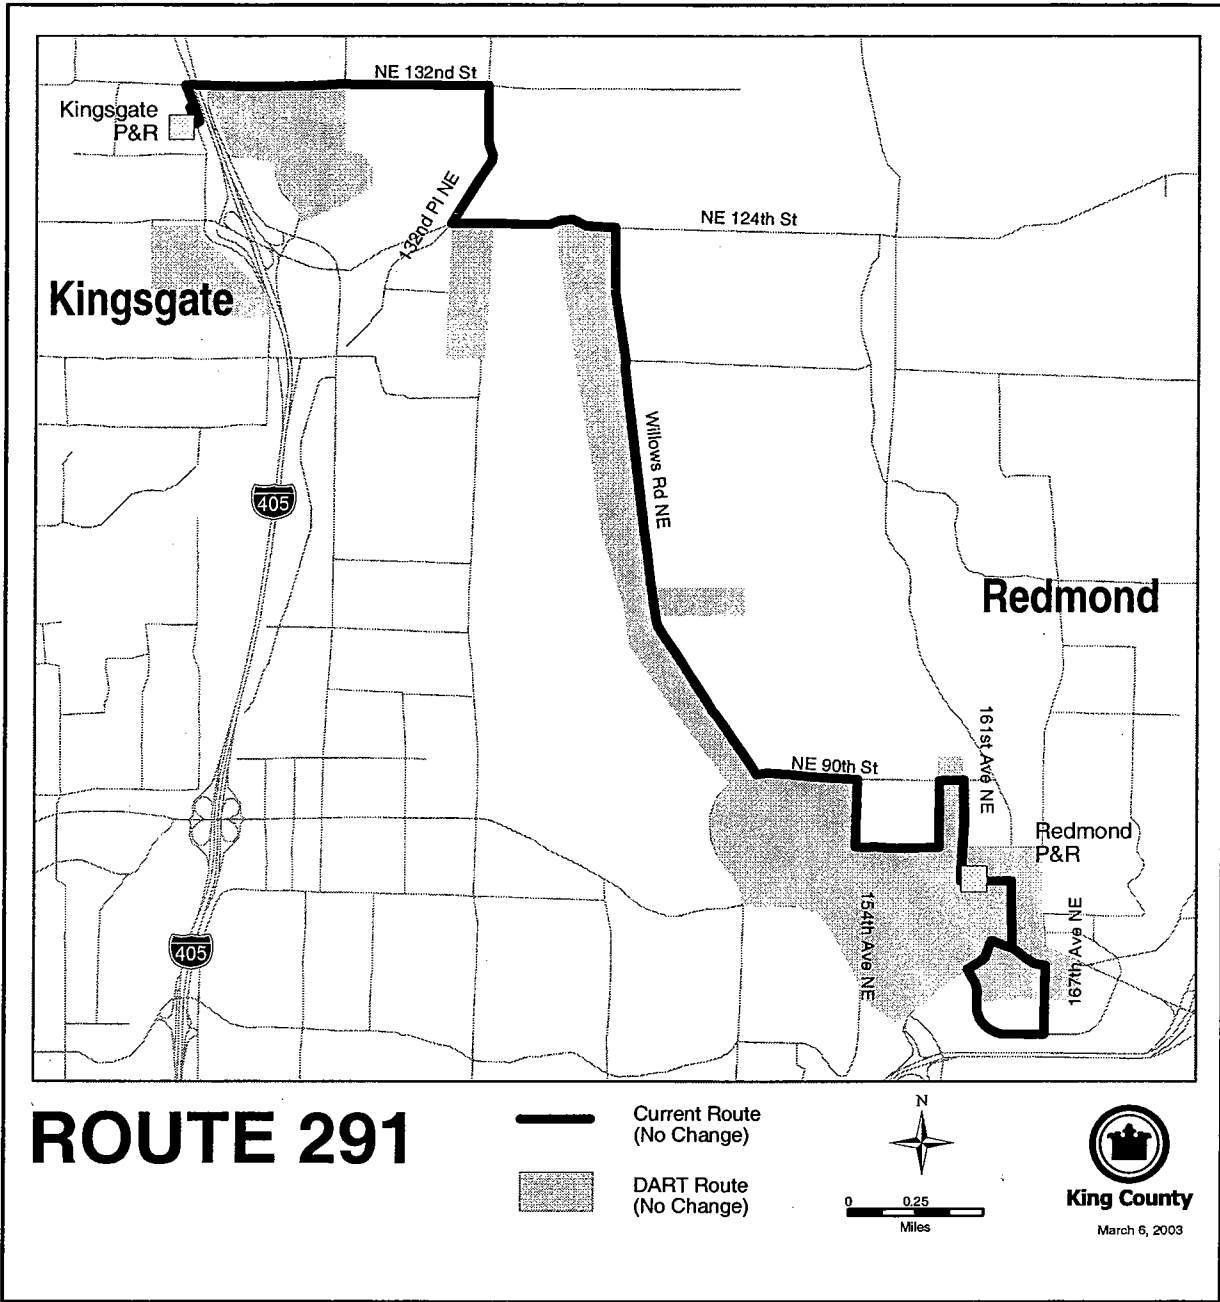 NE 132nd St
Kingsgate
P&R
132nd Pl NE
NE 124th St
Kingsgate
Willows Rd NE
405
Redmond
161st Ave NE
NE 90th St
Redmond
P&R
154th Ave NE
167th Ave NE
405
ROUTE 291
Current Route
(No Change)
DART Route
(No Change)
N
0 0.25
Miles
King County
March 6, 2003